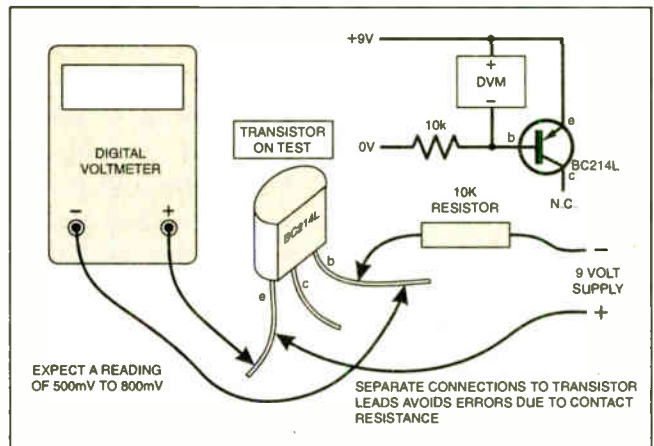 +9V
+
DVM
−
TRANSISTOR
ON TEST
10k
0V
b
e
c
BC214L
N.C.
DIGITAL
VOLTMETER
− +
BC214L
10K
RESISTOR
b
c
e
−
9 VOLT
SUPPLY
+
EXPECT A READING
OF 500mV TO 800mV
SEPARATE CONNECTIONS TO TRANSISTOR
LEADS AVOIDS ERRORS DUE TO CONTACT
RESISTANCE